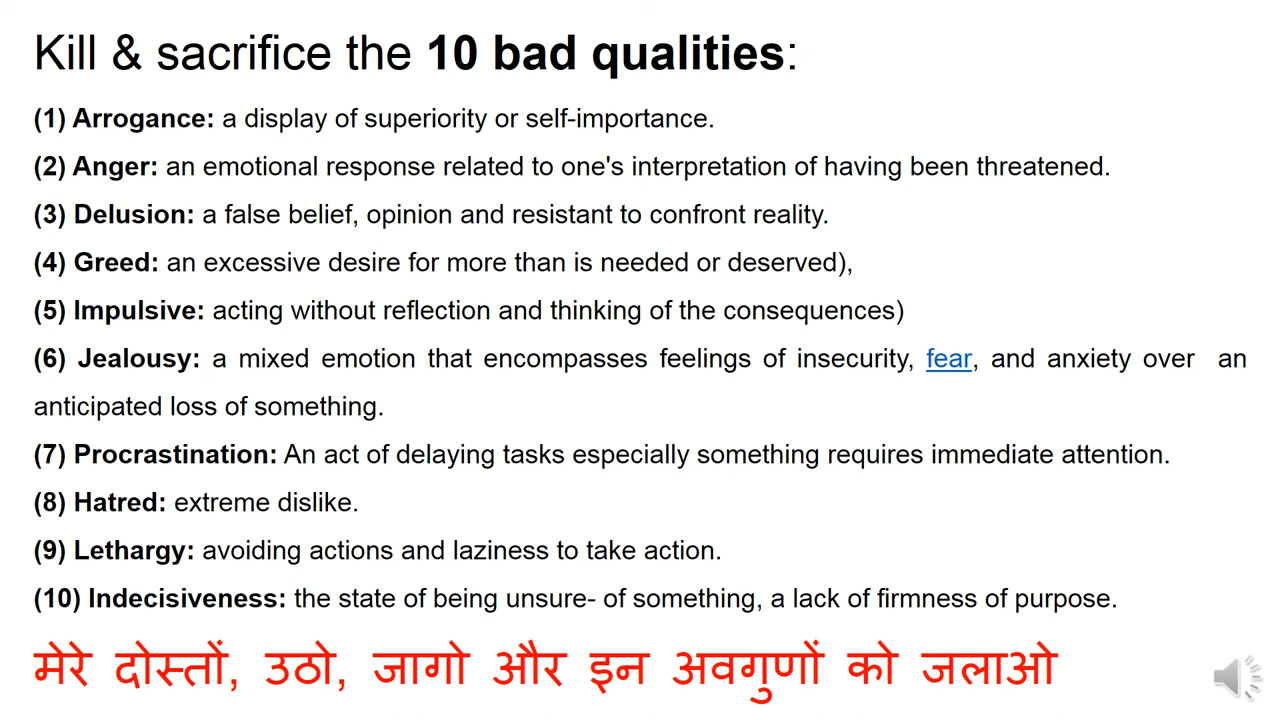 Kill & sacrifice the 10 bad qualities:
(1) Arrogance: a display of superiority or self-importance.
(2) Anger: an emotional response related to one's interpretation of having been threatened.
(3) Delusion: a false belief, opinion and resistant to confront reality.
(4) Greed: an excessive desire for more than is needed or deserved),
(5) Impulsive: acting without reflection and thinking of the consequences)
(6) Jealousy: a mixed emotion that encompasses feelings of insecurity, fear, and anxiety over an
anticipated loss of something.
(7) Procrastination: An act of delaying tasks especially something requires immediate attention.
(8) Hatred: extreme dislike.
(9) Lethargy: avoiding actions and laziness to take action.
(10) Indecisiveness: the state of being unsure- of something, a lack of firmness of purpose.
मेरे दोस्तों, उठो, जागो और इन अवगुणों को जलाओ